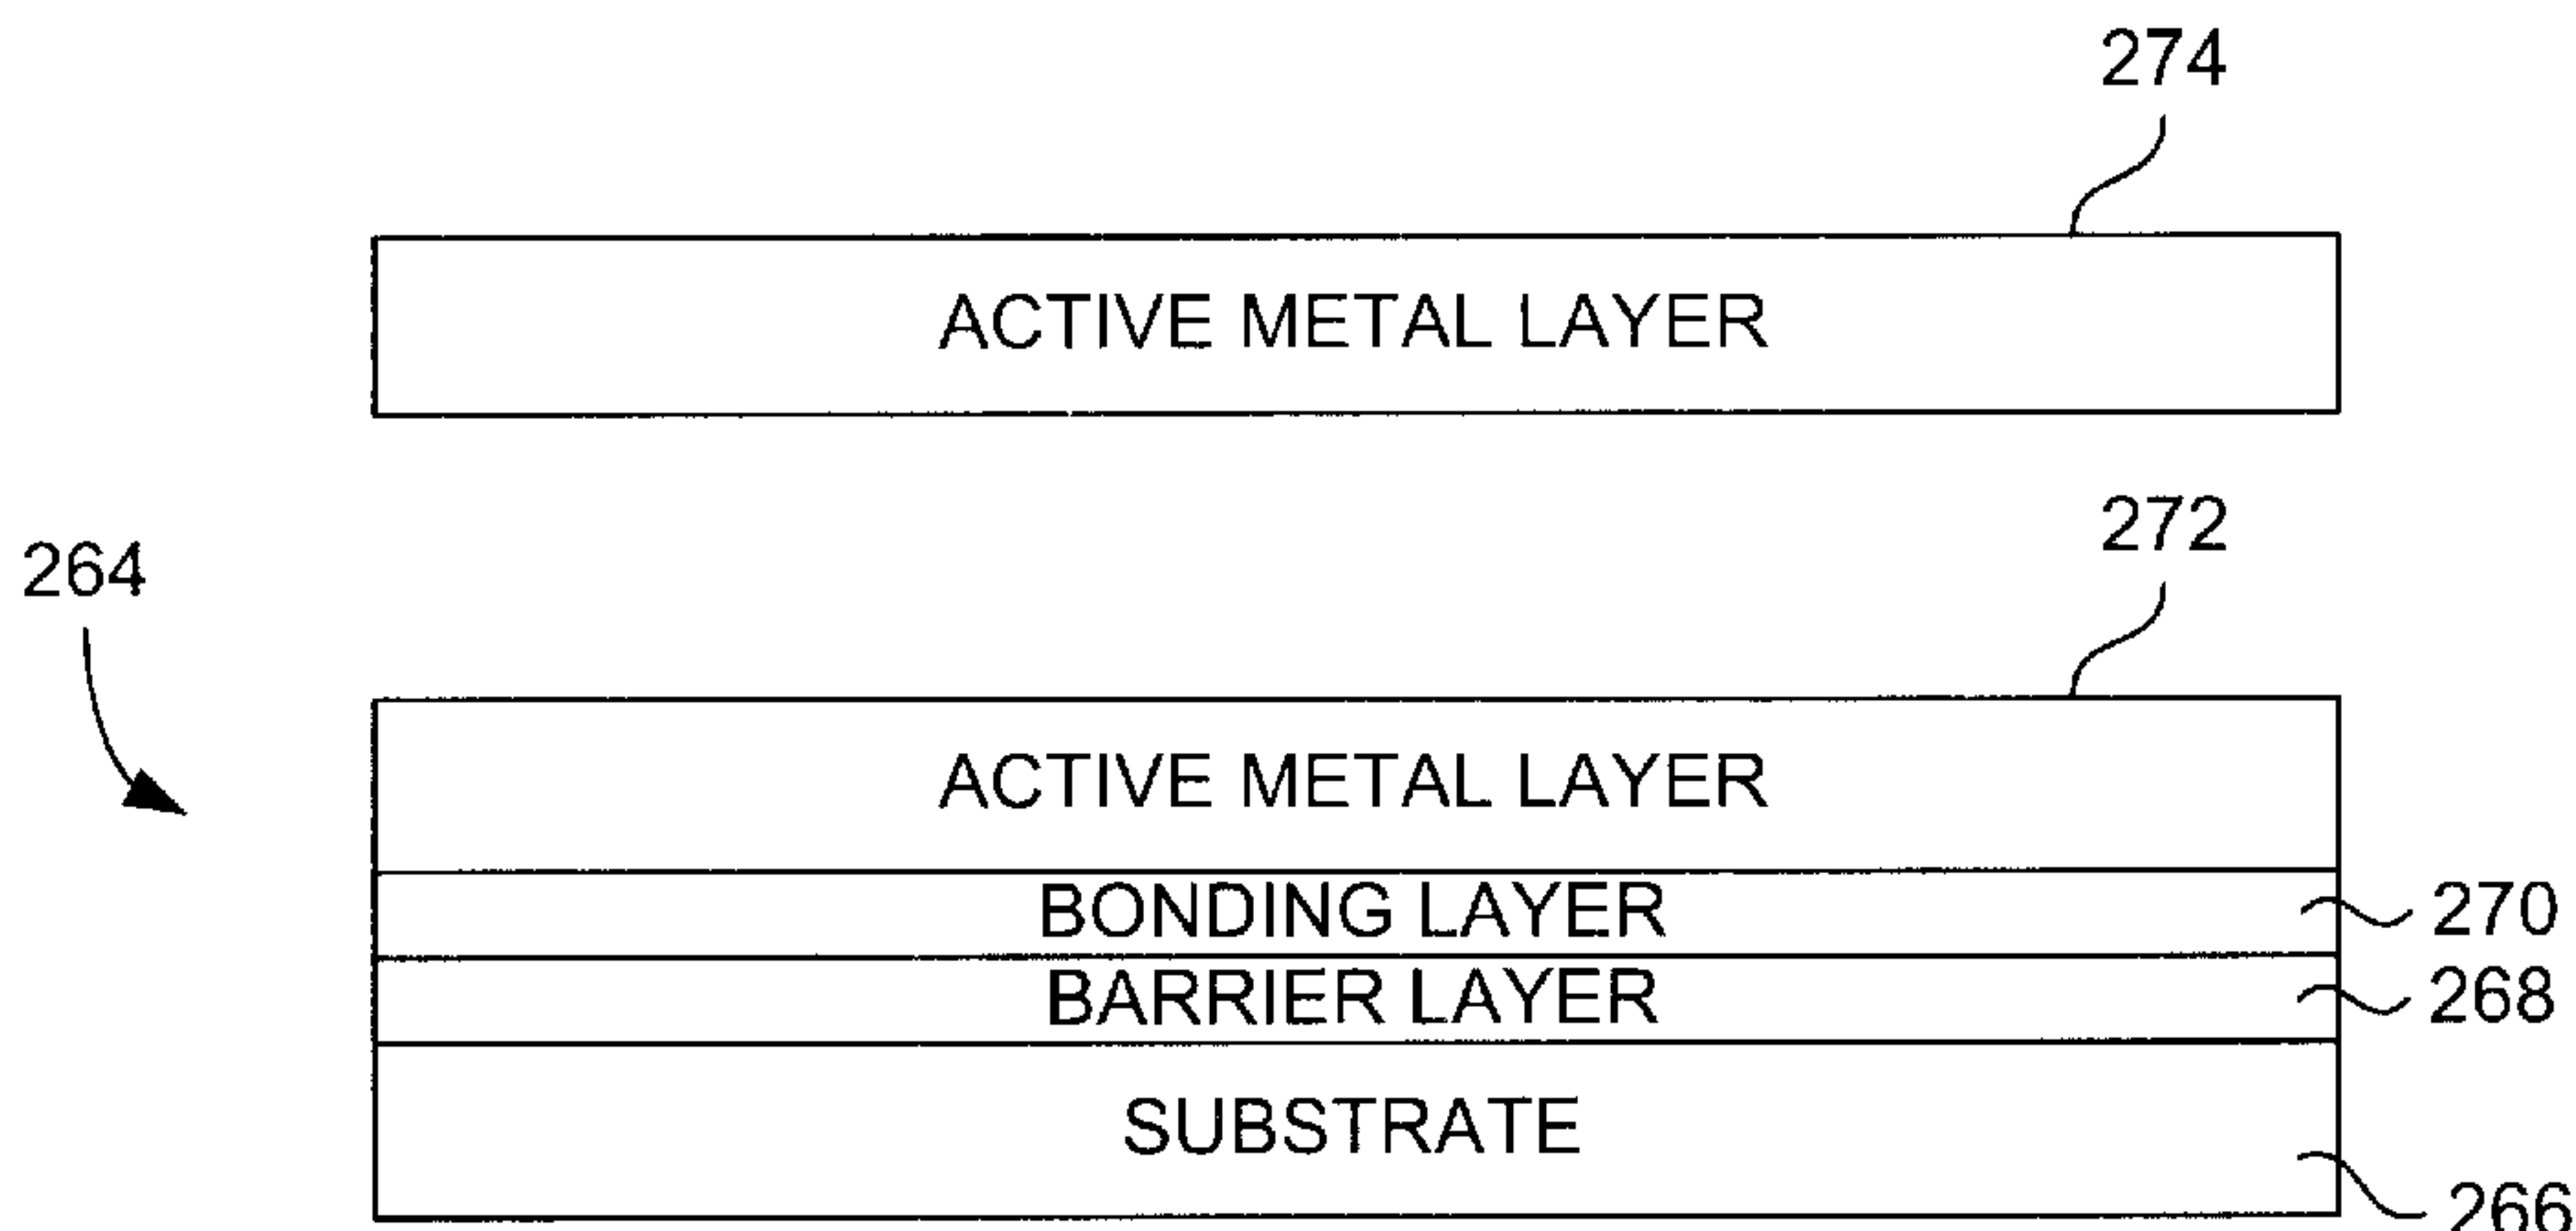 274
ACTIVE METAL LAYER
272
264
ACTIVE METAL LAYER
BONDING LAYER 270
BARRIER LAYER 268
SUBSTRATE
266